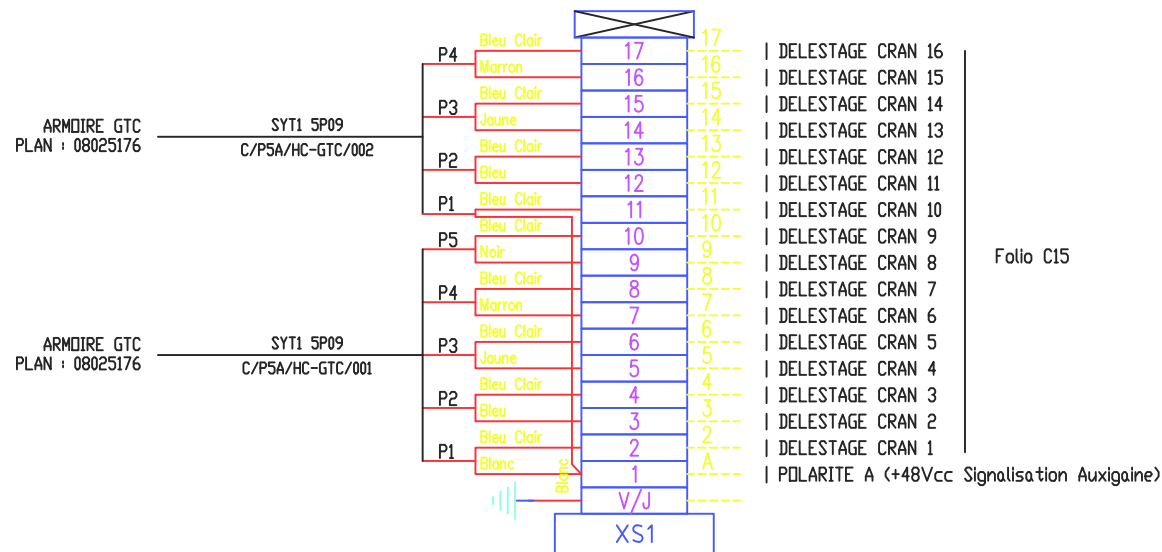 17
Bleu Clair
17
| DELESTAGE CRAN 16
P4
16
Marron
16
| DELESTAGE CRAN 15
15
Bleu Clair
15
| DELESTAGE CRAN 14
P3
14
Jaune
14
| DELESTAGE CRAN 13
ARMOIRE GTC
PLAN : 08025176
SYT1 5P09
C/P5A/HC-GTC/002
13
Bleu Clair
13
| DELESTAGE CRAN 12
P2
12
Bleu
12
| DELESTAGE CRAN 11
11
Bleu Clair
11
| DELESTAGE CRAN 10
P1
10
Bleu Clair
10
| DELESTAGE CRAN 9
P5
9
Noir
9
| DELESTAGE CRAN 8
Folio C15
8
Bleu Clair
8
| DELESTAGE CRAN 7
P4
7
Marron
7
| DELESTAGE CRAN 6
6
Bleu Clair
6
| DELESTAGE CRAN 5
P3
5
Jaune
5
| DELESTAGE CRAN 4
ARMOIRE GTC
PLAN : 08025176
SYT1 5P09
C/P5A/HC-GTC/001
4
Bleu Clair
4
| DELESTAGE CRAN 3
P2
3
Bleu
3
| DELESTAGE CRAN 2
2
Bleu Clair
2
| DELESTAGE CRAN 1
P1
A
Blanc
Blanc
1
| POLARITE A (+48Vcc Signalisation Auxigaine)
V/J
XS1